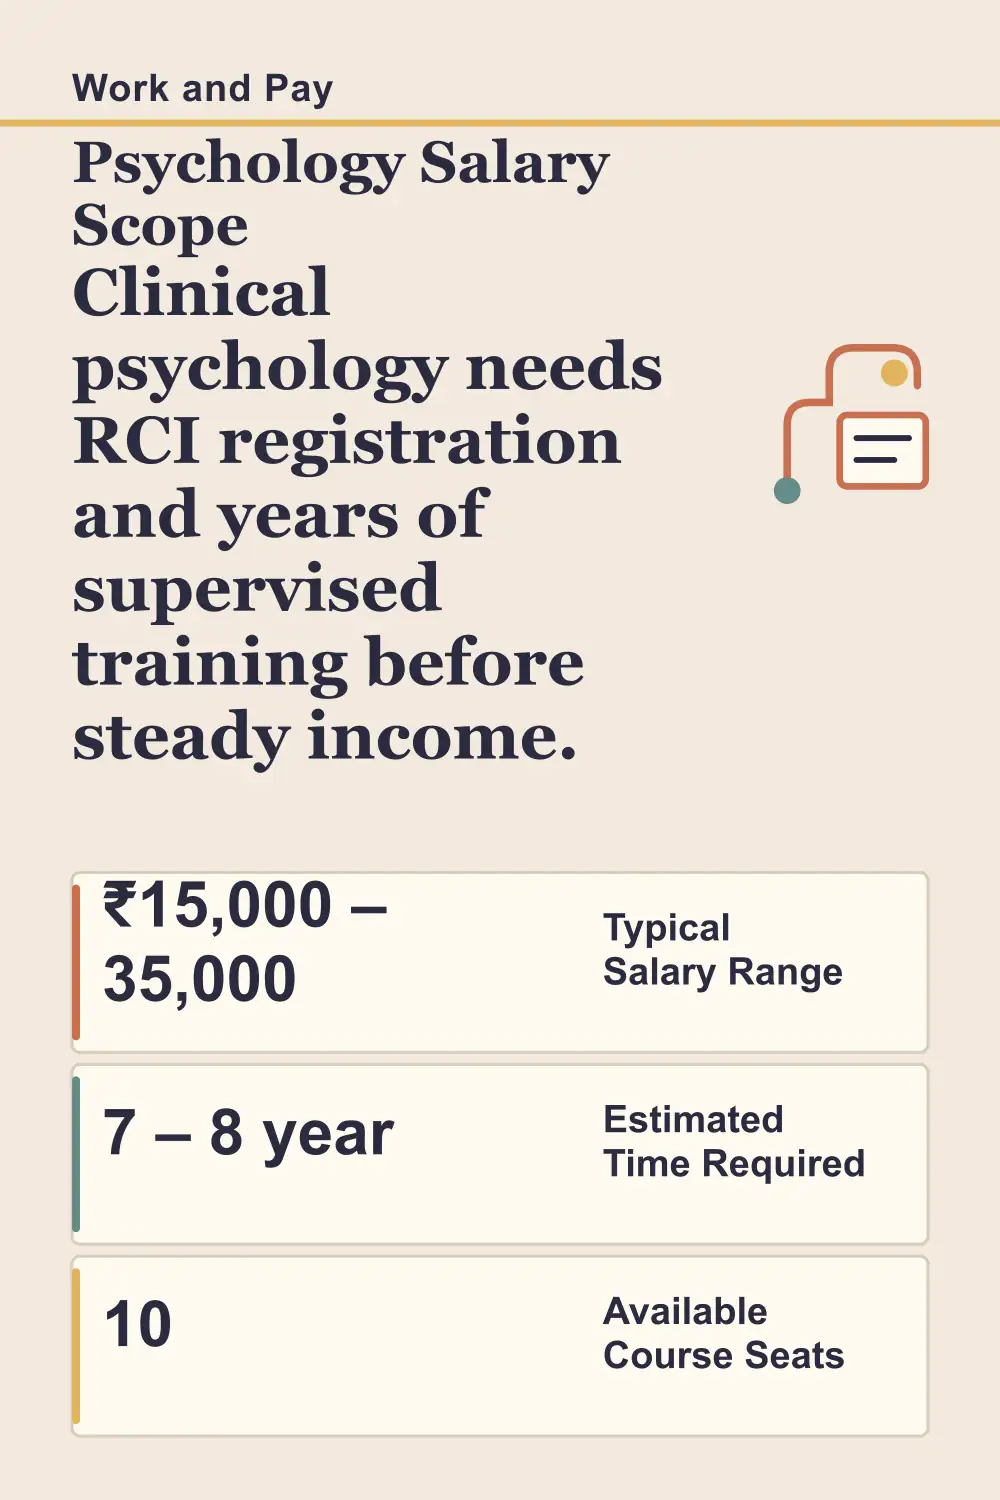 Work and Pay
Psychology Salary
Scope
Clinical
psychology needs
RCI registration
and years of
supervised
training before
steady income.
₹15,000 –
35,000
Typical
Salary Range
7 – 8 year
Estimated
Time Required
10
Available
Course Seats